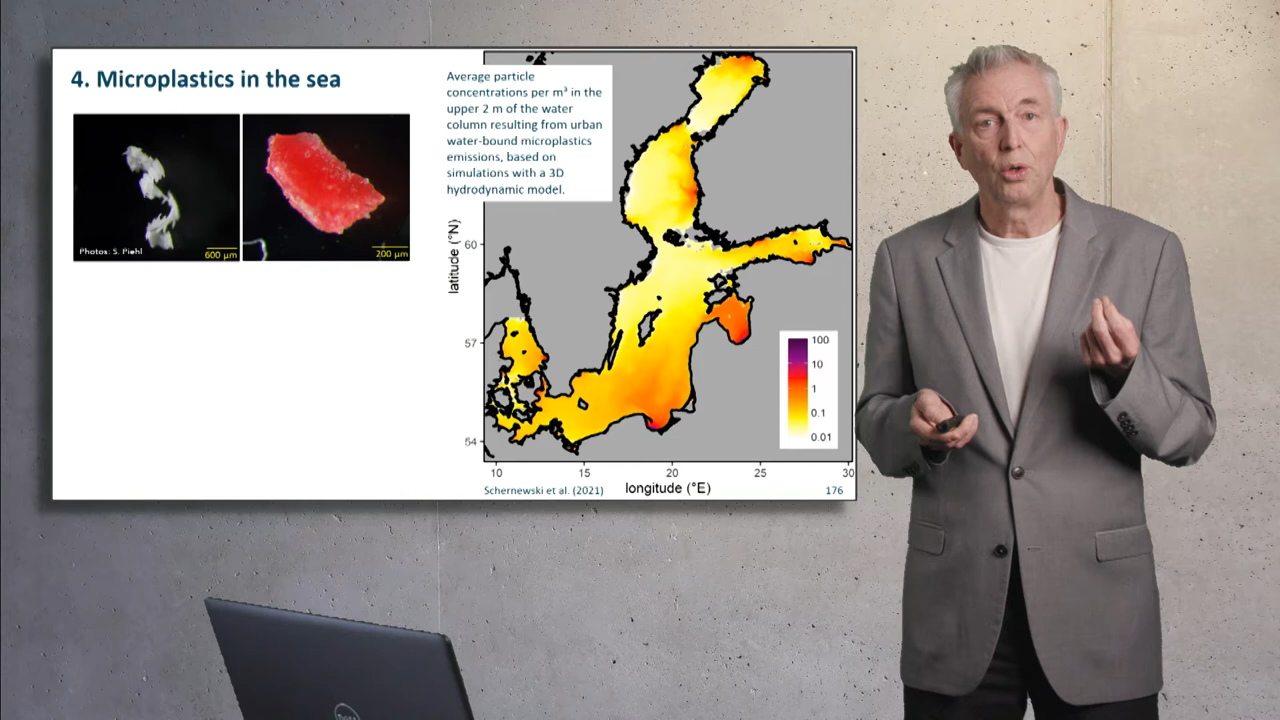 4. Microplastics in the sea
Average particle
concentrations per m³ in the
upper 2 m of the water
column resulting from urban
water-bound microplastics
emissions, based on
simulations with a 3D
hydrodynamic model.
Photos: S. Piehl
600 µm
200 µm
latitude (°N)
60
57
54
100
10
1
0.1
0.01
10
15
20
25
30
Schernewski et al. (2021)
longitude (°E)
176
DELL